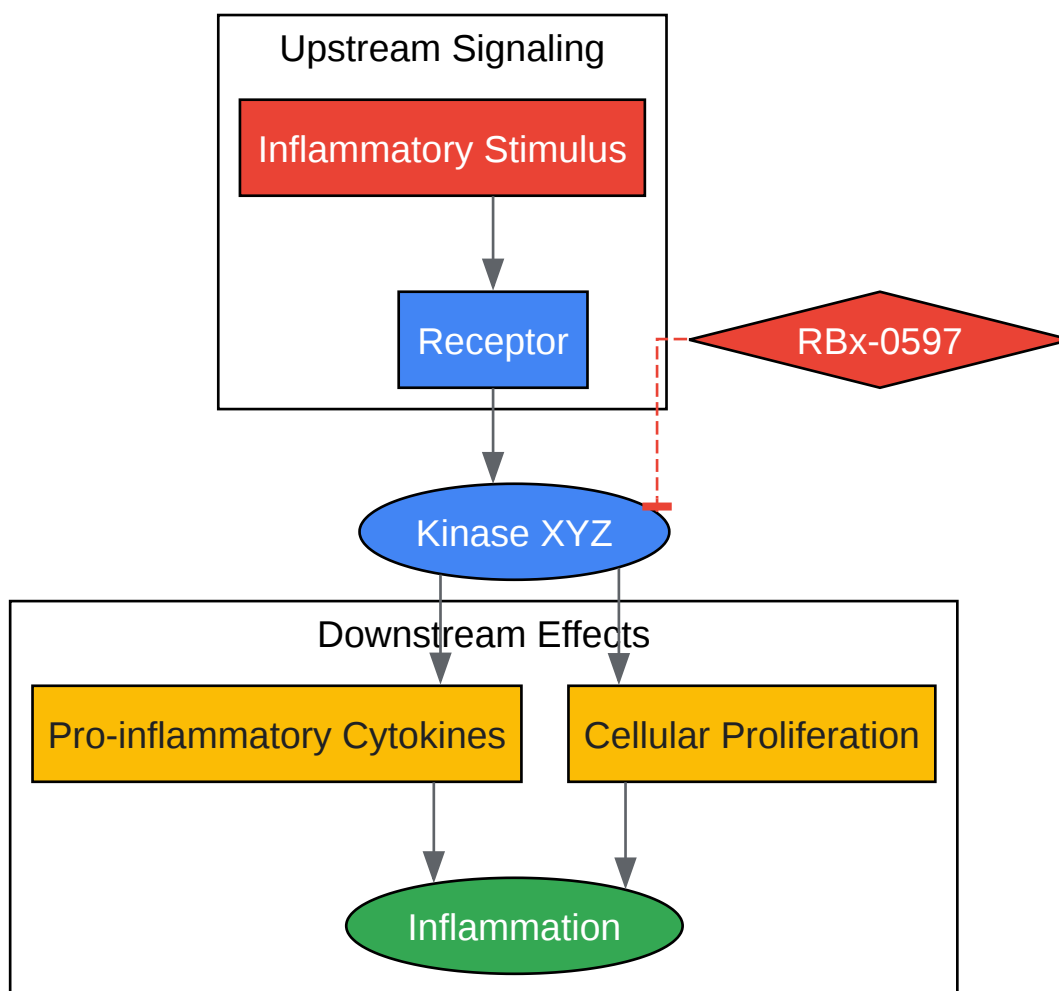 Upstream Signaling
Inflammatory Stimulus
Receptor
RBx-0597
Kinase XYZ
Downstream Effects
Pro-inflammatory Cytokines
Cellular Proliferation
Inflammation